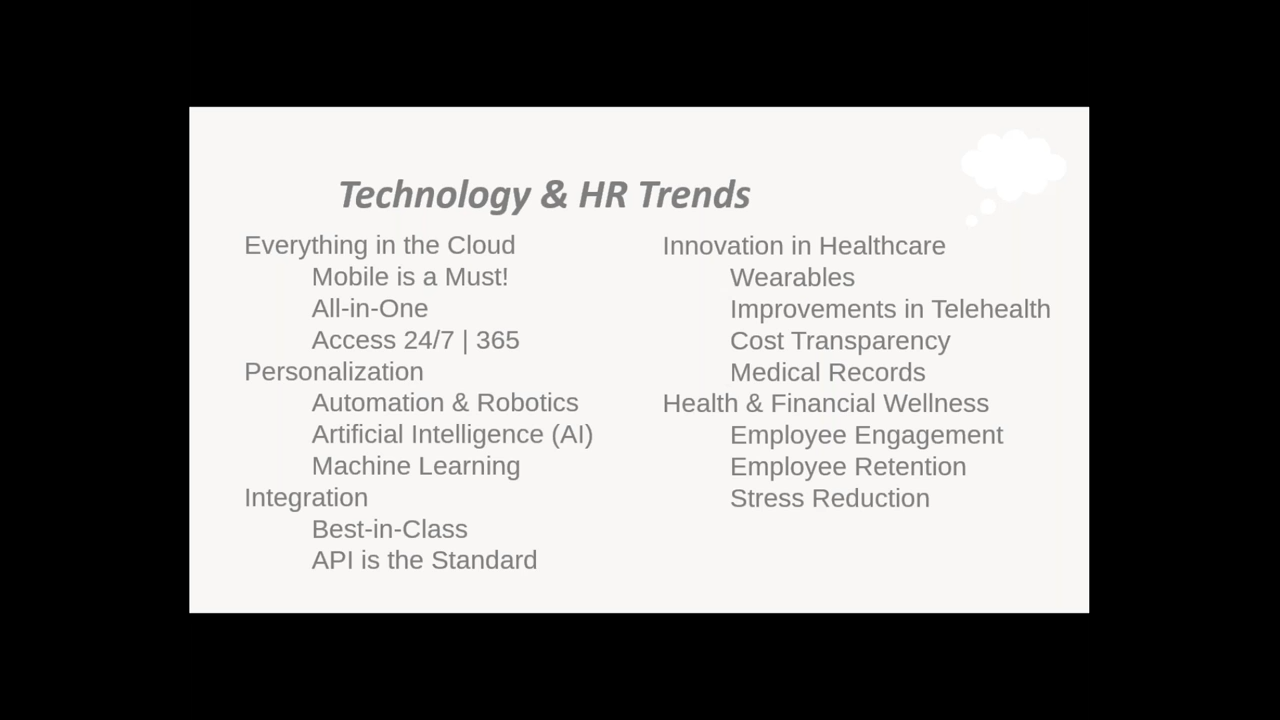 Technology & HR Trends
Everything in the Cloud
Mobile is a Must!
All-in-One
Access 24/7 | 365
Personalization
Automation & Robotics
Artificial Intelligence (AI)
Machine Learning
Integration
Best-in-Class
API is the Standard
Innovation in Healthcare
Wearables
Improvements in Telehealth
Cost Transparency
Medical Records
Health & Financial Wellness
Employee Engagement
Employee Retention
Stress Reduction